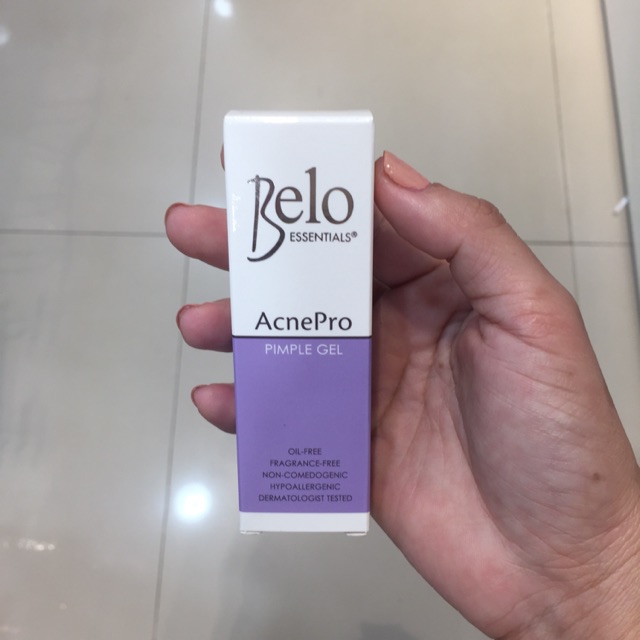 Belo
ESSENTIALS®
AcnePro
PIMPLE GEL
OIL-FREE
FRAGRANCE-FREE
NON-COMEDOGENIC
HYPOALLERGENIC
DERMATOLOGIST TESTED